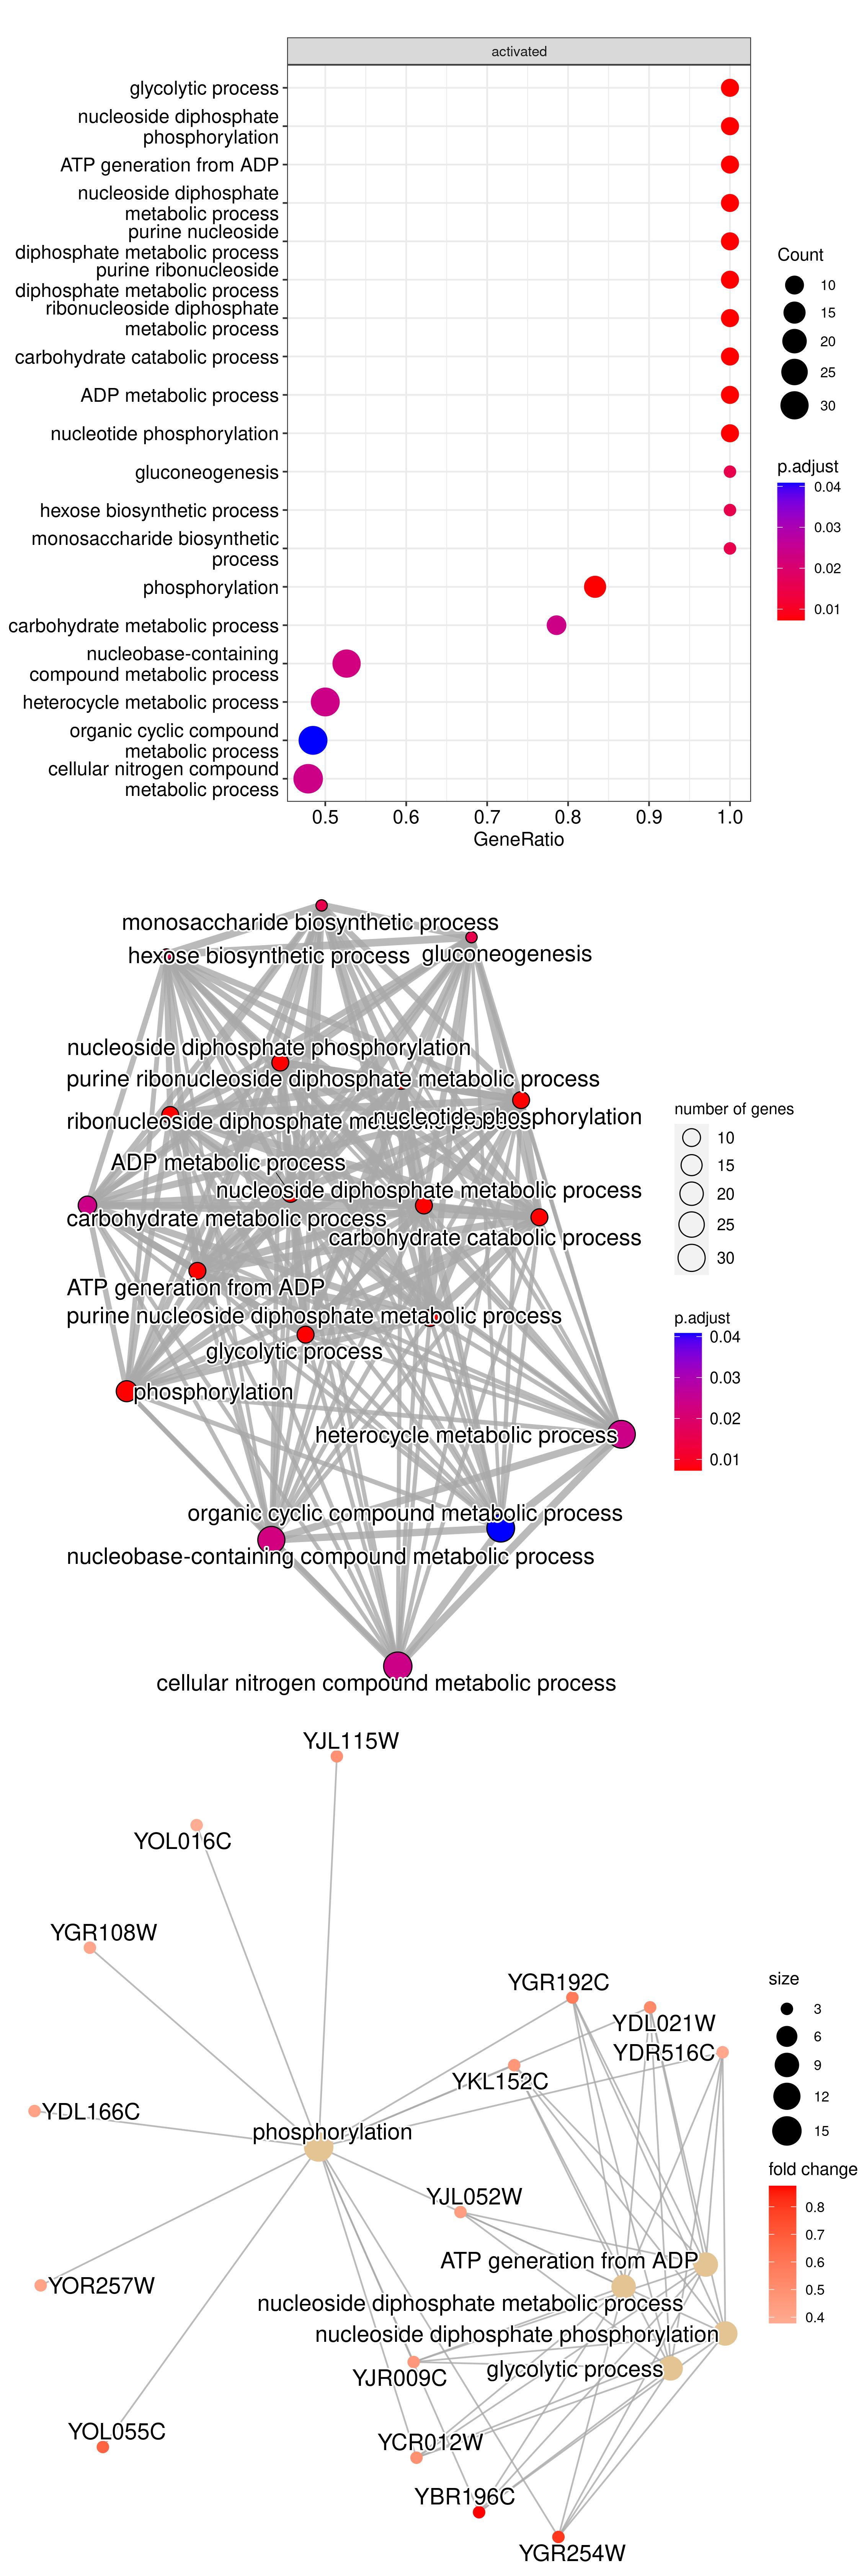 activated
glycolytic process
nucleoside diphosphate
phosphorylation
ATP generation from ADP
nucleoside diphosphate
metabolic process
purine nucleoside
diphosphate metabolic process
purine ribonucleoside
diphosphate metabolic process
ribonucleoside diphosphate
metabolic process
carbohydrate catabolic process
ADP metabolic process
nucleotide phosphorylation
gluconeogenesis
hexose biosynthetic process
monosaccharide biosynthetic
process
phosphorylation
carbohydrate metabolic process
nucleobase-containing
compound metabolic process
heterocycle metabolic process
organic cyclic compound
metabolic process
cellular nitrogen compound
metabolic process
0.5 0.6 0.7 0.8 0.9 1.0
GeneRatio
Count
10
15
20
25
30
p.adjust
0.04
0.03
0.02
0.01
monosaccharide biosynthetic process
hexose biosynthetic process
gluconeogenesis
nucleoside diphosphate phosphorylation
purine ribonucleoside diphosphate metabolic process
ribonucleoside diphosphate
nucleotide phosphorylation
ADP metabolic process
nucleoside diphosphate metabolic process
carbohydrate metabolic process
carbohydrate catabolic process
ATP generation from ADP
purine nucleoside diphosphate metabolic process
glycolytic process
phosphorylation
heterocycle metabolic process
organic cyclic compound metabolic process
nucleobase-containing compound metabolic process
cellular nitrogen compound metabolic process
number of genes
10
15
20
25
30
p.adjust
0.04
0.03
0.02
0.01
YJL115W
YOL016C
YGR108W
YGR192C
YDL021W
YDR516C
YKL152C
YDL166C
phosphorylation
YJL052W
ATP generation from ADP
YOR257W
nucleoside diphosphate metabolic process
nucleoside diphosphate phosphorylation
glycolytic process
YJR009C
YOL055C
YCR012W
YBR196C
YGR254W
size
3
6
9
12
15
fold change
0.8
0.7
0.6
0.5
0.4